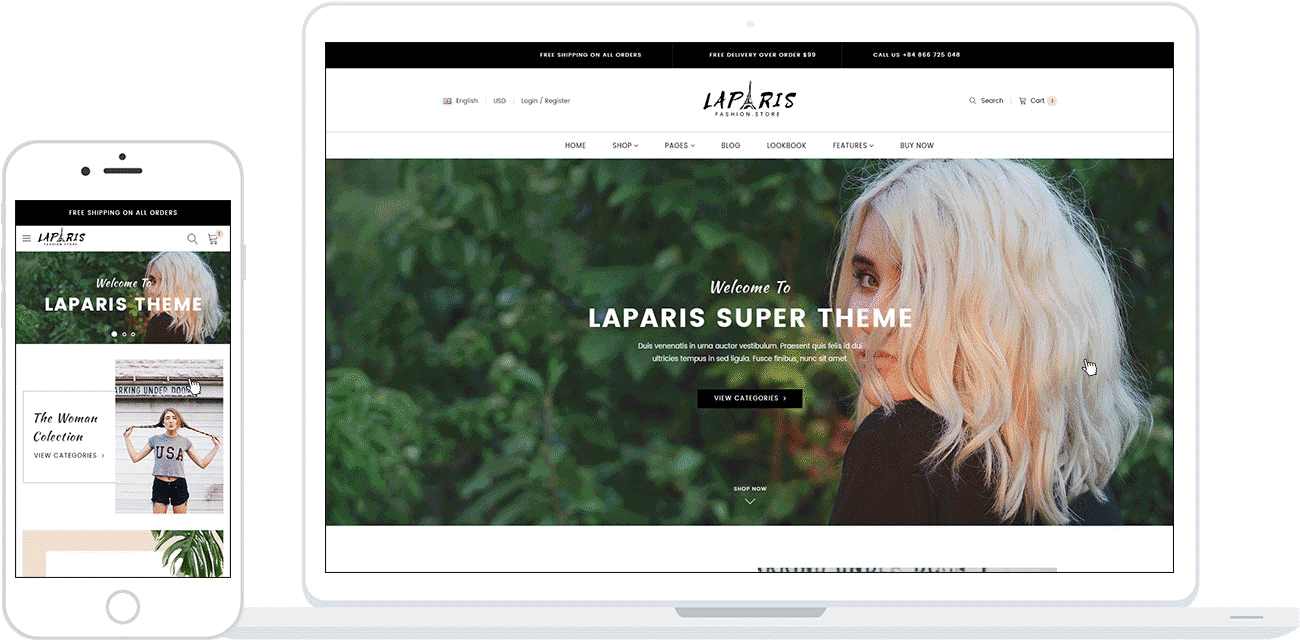 FREE SHIPPING ON ALL ORDERS
LAPARIS
FASHION.STORE
1
Welcome To
LAPARIS THEME
ARKING UNDER DOO
The Woman
Colection
VIEW CATEGORIES >
USA
FREE SHIPPING ON ALL ORDERS
FREE DELIVERY OVER ORDER $99
CALL US +84 866 725 048
English | USD | Login / Register
LAPARIS
FASHION.STORE
Search | Cart 1
HOME SHOP PAGES BLOG LOOKBOOK FEATURES BUY NOW
Welcome To
LAPARIS SUPER THEME
Duis venenatis in urna auctor vestibulum. Praesent quis felis id dui
ultricies tempus in sed ligula. Fusce finibus, nunc sit amet
VIEW CATEGORIES >
SHOP NOW